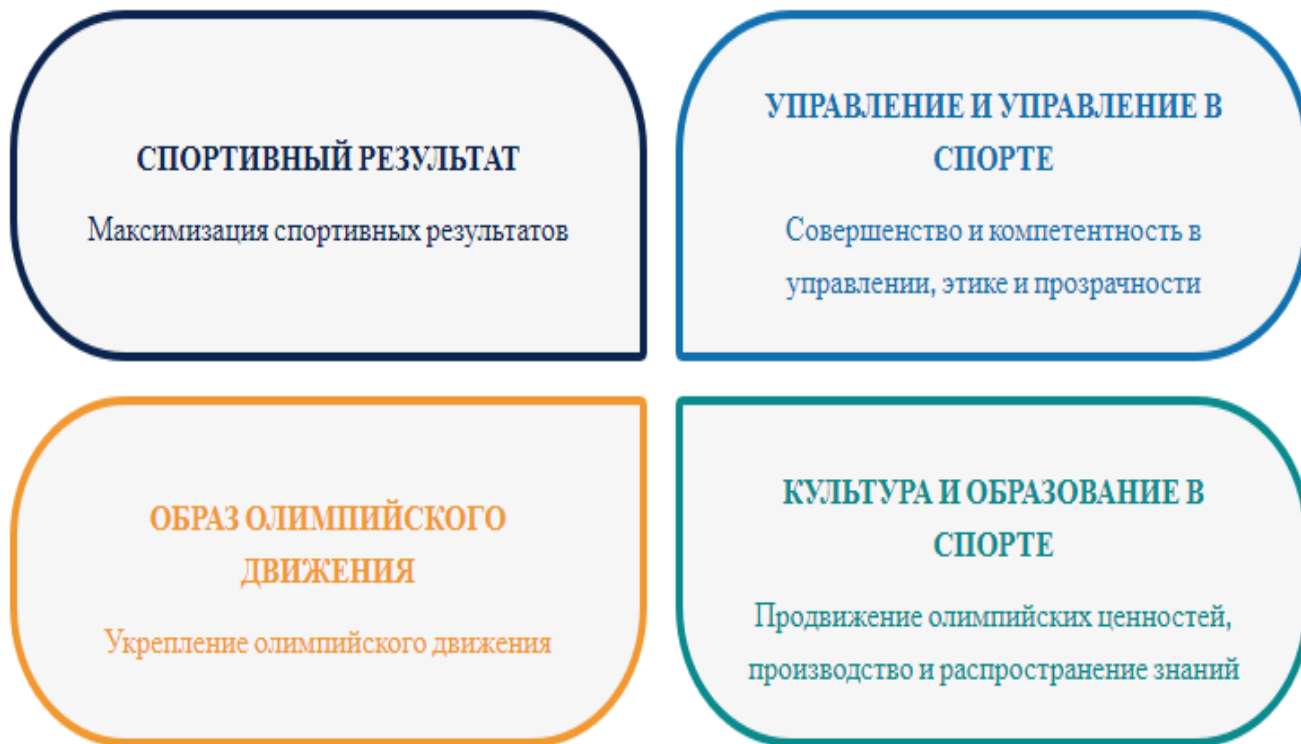 СПОРТИВНЫЙ РЕЗУЛЬТАТ
Максимизация спортивных результатов
УПРАВЛЕНИЕ И УПРАВЛЕНИЕ В
СПОРТЕ
Совершенство и компетентность в
управлении, этике и прозрачности
ОБРАЗ ОЛИМПИЙСКОГО
ДВИЖЕНИЯ
Укрепление олимпийского движения
КУЛЬТУРА И ОБРАЗОВАНИЕ В
СПОРТЕ
Продвижение олимпийских ценностей,
производство и распространение знаний